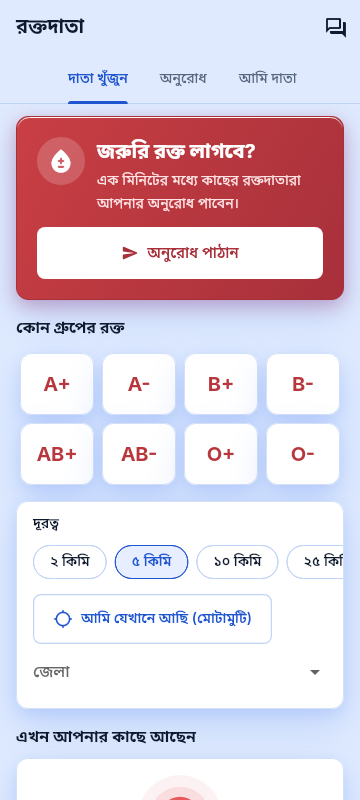 রক্তদাতা
দাতা খুঁজুন অনুরোধ আমি দাতা
জরুরি রক্ত লাগবে?
এক মিনিটের মধ্যে কাছের রক্তদাতারা
আপনার অনুরোধ পাবেন।
অনুরোধ পাঠান
কোন গ্রুপের রক্ত
A+ A- B+ B-
AB+ AB- O+ O-
দূরত্ব
২ কিমি ৫ কিমি ১০ কিমি ২৫ কিমি
আমি যেখানে আছি (মোটামুটি)
জেলা
এখন আপনার কাছে আছেন